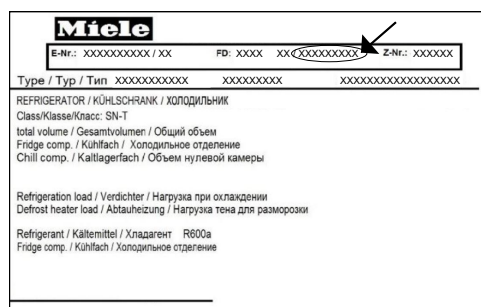 Miele
E-Nr.: XXXXXXXXXX / XX FD: XXXX XX XXXXXXXXX Z-Nr.: XXXXXX
Type / Typ / Тип XXXXXXXXXXX XXXXXXXXX XXXXXXXXXXXXXXXXXX
REFRIGERATOR / KÜHLSCHRANK / ХОЛОДИЛЬНИК
Class/Klasse/Класс: SN-T
total volume / Gesamtvolumen / Общий объем
Fridge comp. / Kühlfach / Холодильное отделение
Chill comp. / Kaltlagerfach / Объем нулевой камеры
Refrigeration load / Verdichter / Нагрузка при охлаждении
Defrost heater load / Abtauheizung / Нагрузка тена для разморозки
Refrigerant / Kältemittel / Хладагент R600a
Fridge comp. / Kühlfach / Холодильное отделение